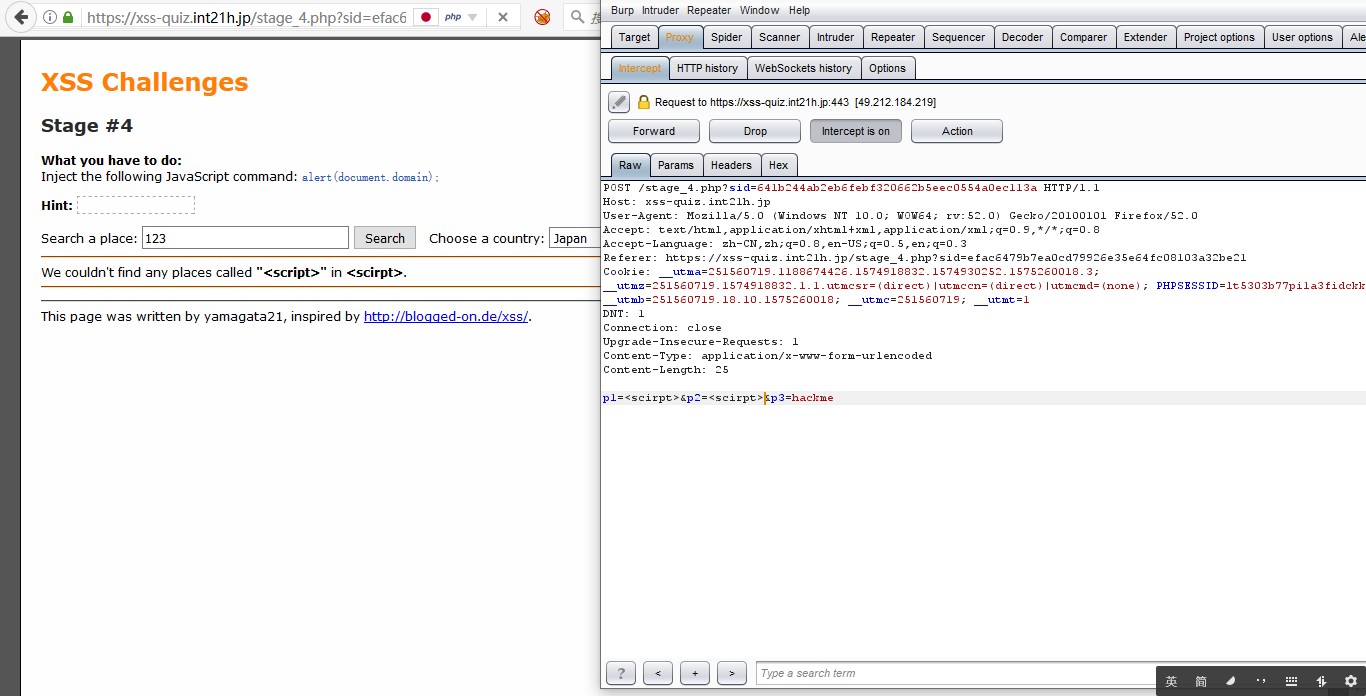 https://xss-quiz.int21h.jp/stage_4.php?sid=efac6
php
XSS Challenges
Stage #4
What you have to do:
Inject the following JavaScript command: alert(document.domain);
Hint:
Search a place: 123 Search Choose a country: Japan
We couldn't find any places called "<script>" in <scirpt>.
This page was written by yamagata21, inspired by http://blogged-on.de/xss/.
Burp Intruder Repeater Window Help
Target Proxy Spider Scanner Intruder Repeater Sequencer Decoder Comparer Extender Project options User options Ale
Intercept HTTP history WebSockets history Options
Request to https://xss-quiz.int21h.jp:443 [49.212.184.219]
Forward Drop Intercept is on Action
Raw Params Headers Hex
POST /stage_4.php?sid=641b244ab2eb6febf320662b5eec0554a0ec113a HTTP/1.1
Host: xss-quiz.int21h.jp
User-Agent: Mozilla/5.0 (Windows NT 10.0; WOW64; rv:52.0) Gecko/20100101 Firefox/52.0
Accept: text/html,application/xhtml+xml,application/xml;q=0.9,*/*;q=0.8
Accept-Language: zh-CN,zh;q=0.8,en-US;q=0.5,en;q=0.3
Referer: https://xss-quiz.int21h.jp/stage_4.php?sid=efac6479b7ea0cd79926e35e64fc08103a32be21
Cookie: __utma=251560719.1188674426.1574918832.1574930252.1575260018.3;
__utmz=251560719.1574918832.1.1.utmcsr=(direct)|utmccn=(direct)|utmcmd=(none); PHPSESSID=lt5303b77pila3fidckk
__utmb=251560719.18.10.1575260018; __utmc=251560719; __utmt=1
DNT: 1
Connection: close
Upgrade-Insecure-Requests: 1
Content-Type: application/x-www-form-urlencoded
Content-Length: 25
p1=<scirpt>&p2=<scirpt>&p3=hackme
? < + > Type a search term
英 简